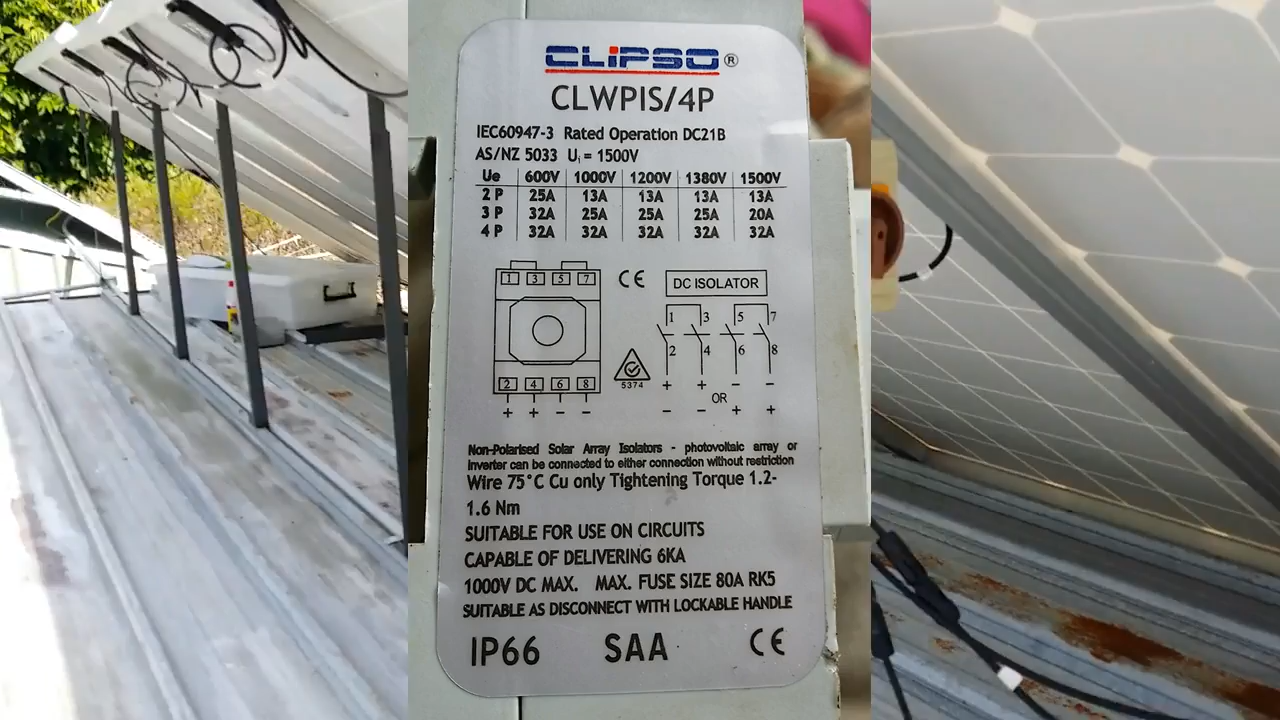 CLIPSO®
CLWPIS/4P
IEC60947-3 Rated Operation DC21B
AS/NZ 5033 Ui = 1500V
Ue 600V 1000V 1200V 1380V 1500V
2 P 25A 13A 13A 13A 13A
3 P 32A 25A 25A 25A 20A
4 P 32A 32A 32A 32A 32A
1 3 5 7
CE
DC ISOLATOR
1 3 5 7
2 4 6 8
5374
+ + − −
OR
− − + +
2 4 6 8
+ + − −
Non-Polarised Solar Array Isolators - photovoltaic array or
inverter can be connected to either connection without restriction
Wire 75°C Cu only Tightening Torque 1.2-
1.6 Nm
SUITABLE FOR USE ON CIRCUITS
CAPABLE OF DELIVERING 6KA
1000V DC MAX. MAX. FUSE SIZE 80A RK5
SUITABLE AS DISCONNECT WITH LOCKABLE HANDLE
IP66 SAA CE